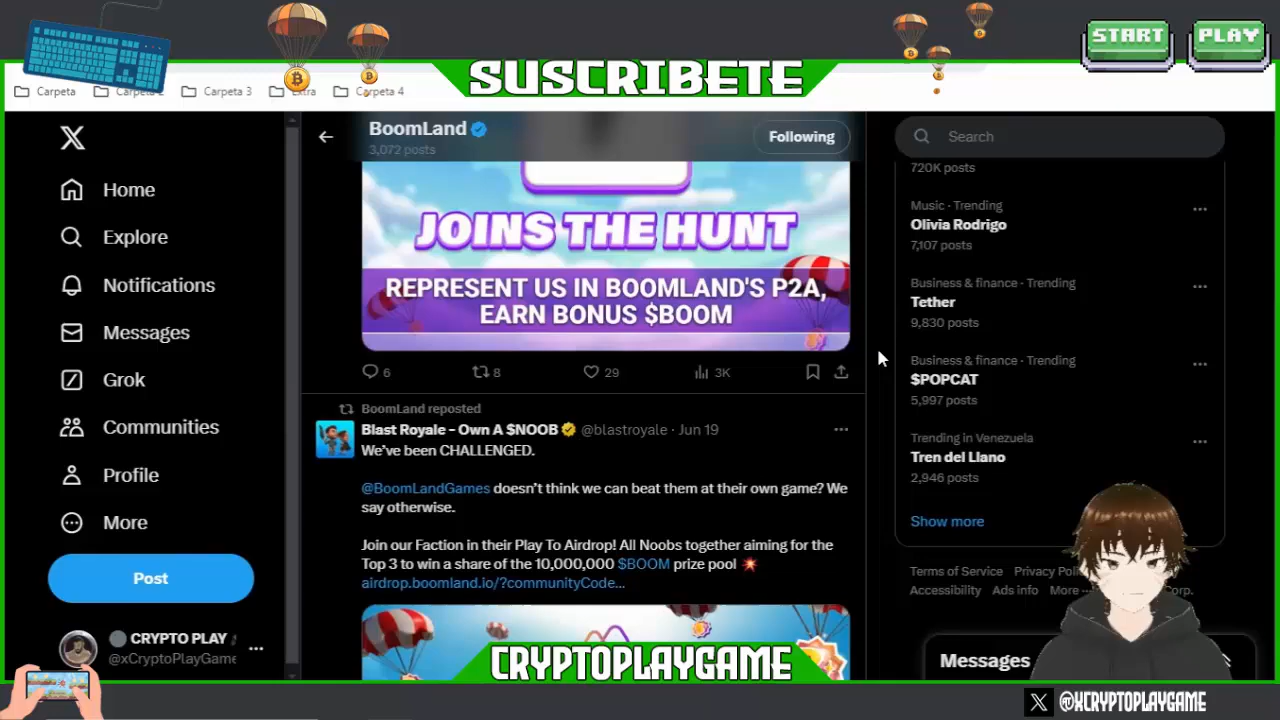 START
PLAY
SUSCRIBETE
Carpeta
Carpeta 3
Extra
Carpeta 4
BoomLand
3,072 posts
Following
Search
Home
Explore
Notifications
Messages
Grok
Communities
Profile
More
Post
CRYPTO PLAY
@xCryptoPlayGame
JOINS THE HUNT
REPRESENT US IN BOOMLAND'S P2A,
EARN BONUS $BOOM
6
8
29
3K
BoomLand reposted
Blast Royale – Own A $NOOB @blastroyale · Jun 19
We've been CHALLENGED.
@BoomLandGames doesn't think we can beat them at their own game? We
say otherwise.
Join our Faction in their Play To Airdrop! All Noobs together aiming for the
Top 3 to win a share of the 10,000,000 $BOOM prize pool
airdrop.boomland.io/?communityCode…
720K posts
Music · Trending
Olivia Rodrigo
7,107 posts
Business & finance · Trending
Tether
9,830 posts
Business & finance · Trending
$POPCAT
5,997 posts
Trending in Venezuela
Tren del Llano
2,946 posts
Show more
Terms of Service Privacy
Accessibility Ads info More Corp.
Messages
CRYPTOPLAYGAME
@XCRYPTOPLAYGAME